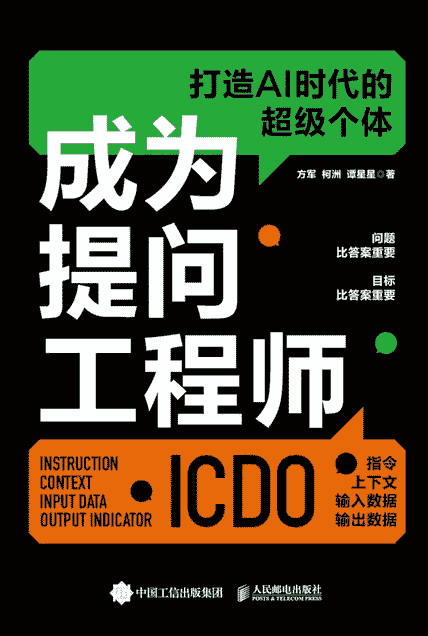 打造AI时代的
超级个体
成为
提问
工程师
方军 柯洲 谭星星◎著
问题
比答案重要
目标
比答案重要
INSTRUCTION
CONTEXT
INPUT DATA
OUTPUT INDICATOR
ICDO
指令
上下文
输入数据
输出数据
中国工信出版集团
人民邮电出版社
POSTS & TELECOM PRESS